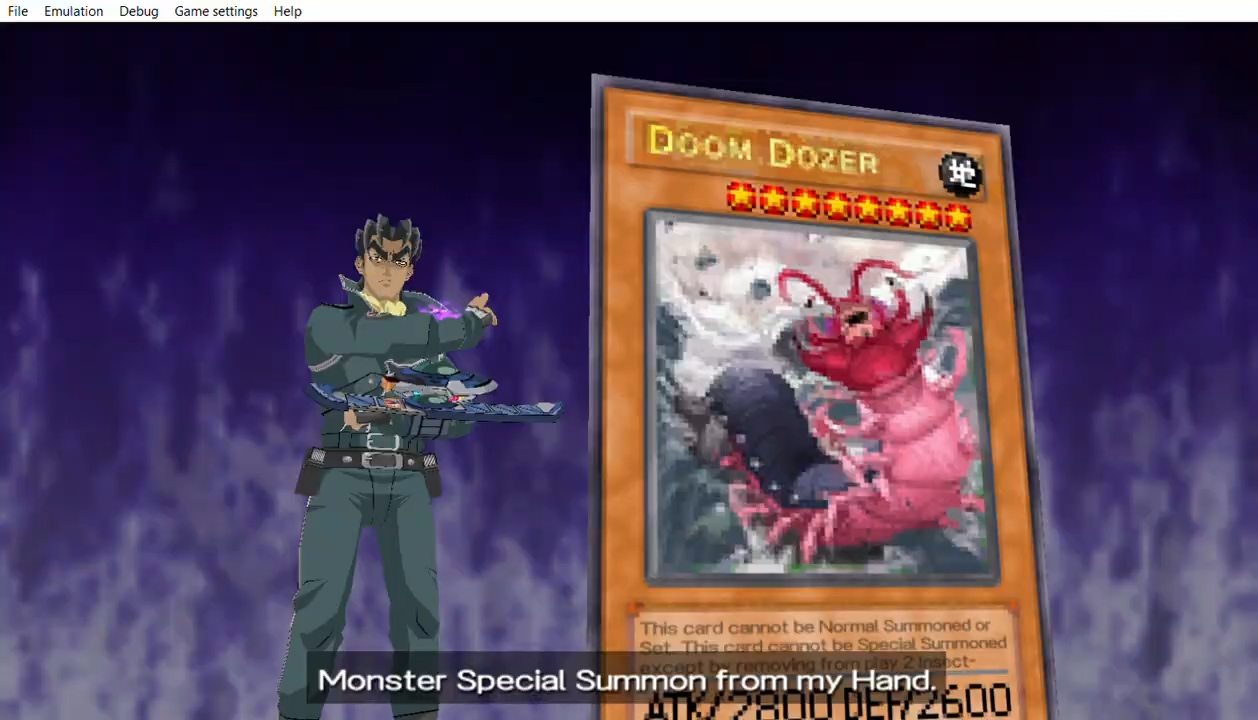 File Emulation Debug Game settings Help
DOOM DOZER
This card cannot be Normal Summoned or
Set. This card cannot be Special Summoned
except by removing from play 2 Insect-
Monster Special Summon from my Hand.
ATK/2800 DEF/2600